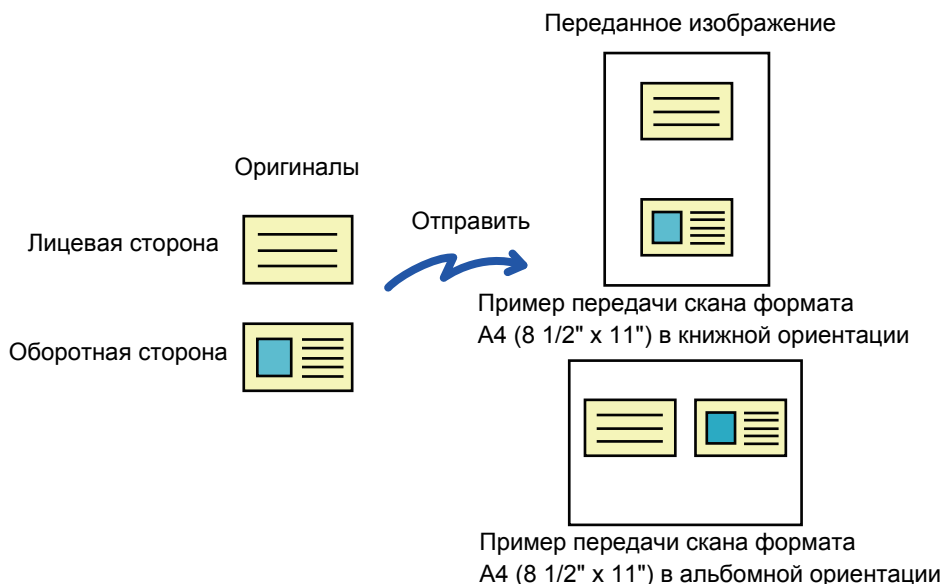 Переданное изображение
Оригиналы
Отправить
Лицевая сторона
Оборотная сторона
Пример передачи скана формата
A4 (8 1/2" x 11") в книжной ориентации
Пример передачи скана формата
A4 (8 1/2" x 11") в альбомной ориентации